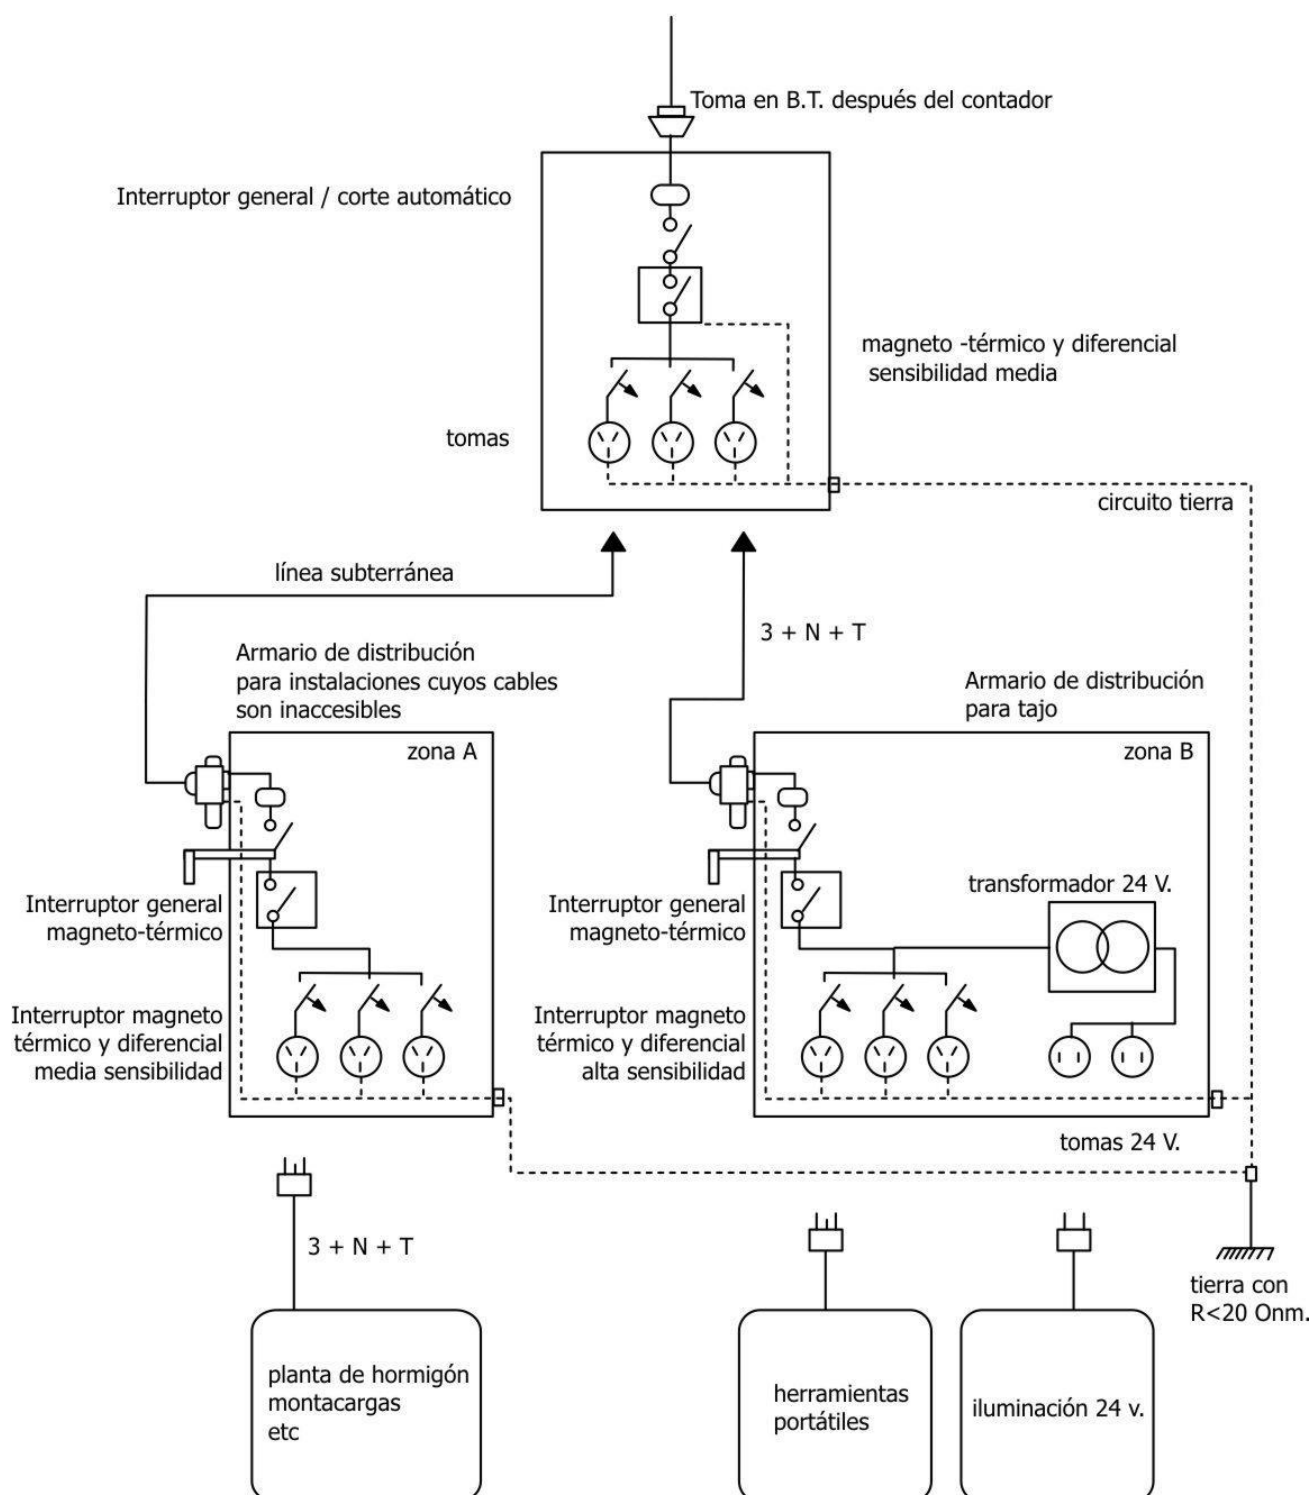 Toma en B.T. después del contador
Interruptor general / corte automático
magneto -térmico y diferencial
sensibilidad media
tomas
circuito tierra
línea subterránea
3 + N + T
Armario de distribución
para instalaciones cuyos cables
son inaccesibles
Armario de distribución
para tajo
zona A
zona B
transformador 24 V.
Interruptor general
magneto-térmico
Interruptor general
magneto-térmico
Interruptor magneto
térmico y diferencial
media sensibilidad
Interruptor magneto
térmico y diferencial
alta sensibilidad
tomas 24 V.
3 + N + T
tierra con
R<20 Onm.
planta de hormigón
montacargas
etc
herramientas
portátiles
iluminación 24 v.